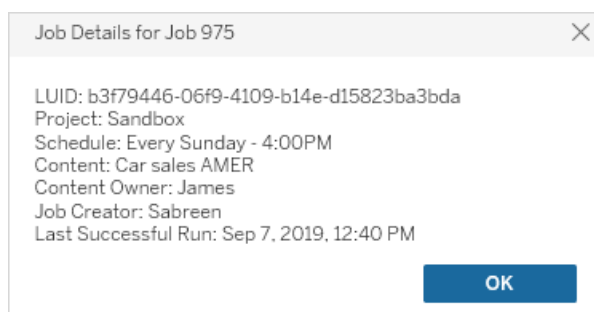 Job Details for Job 975
LUID: b3f79446-06f9-4109-b14e-d15823ba3bda
Project: Sandbox
Schedule: Every Sunday - 4:00PM
Content: Car sales AMER
Content Owner: James
Job Creator: Sabreen
Last Successful Run: Sep 7, 2019, 12:40 PM
OK